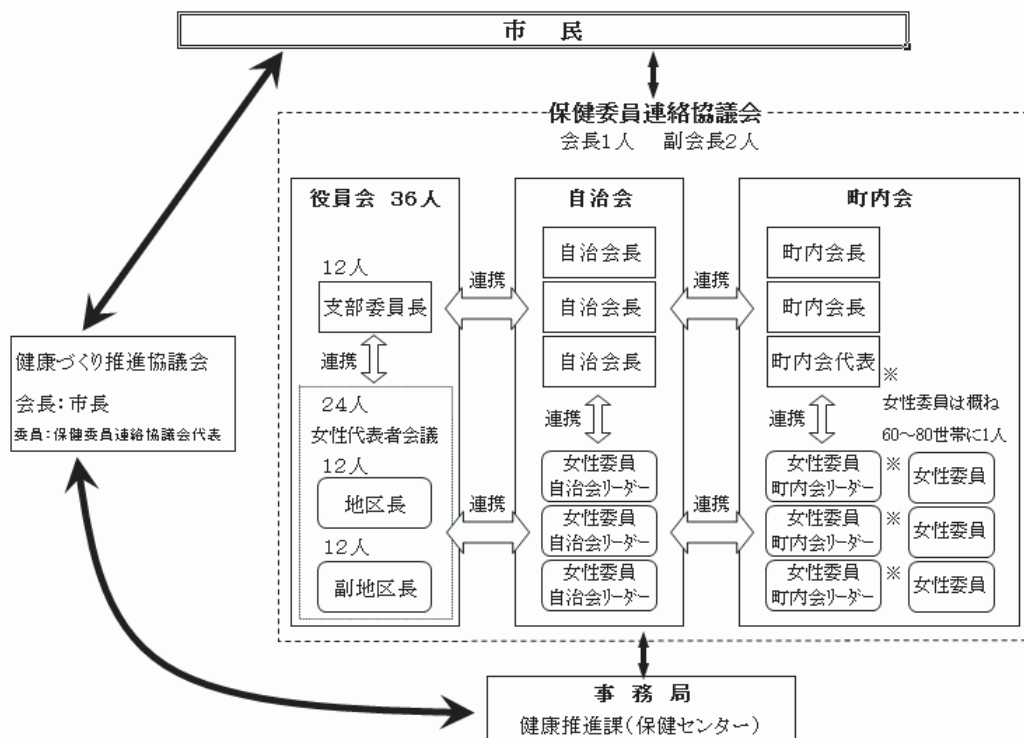 市 民
保健委員連絡協議会
会長1人 副会長2人
役員会 36人
12人
支部委員長
連携
24人
女性代表者会議
12人
地区長
12人
副地区長
連携
連携
自治会
自治会長
自治会長
自治会長
連携
女性委員
自治会リーダー
女性委員
自治会リーダー
女性委員
自治会リーダー
連携
連携
町内会
町内会長
町内会長
町内会代表
※
女性委員は概ね
60～80世帯に1人
連携
女性委員
町内会リーダー
※
女性委員
女性委員
町内会リーダー
※
女性委員
女性委員
町内会リーダー
※
女性委員
健康づくり推進協議会
会長:市長
委員:保健委員連絡協議会代表
事 務 局
健康推進課(保健センター)